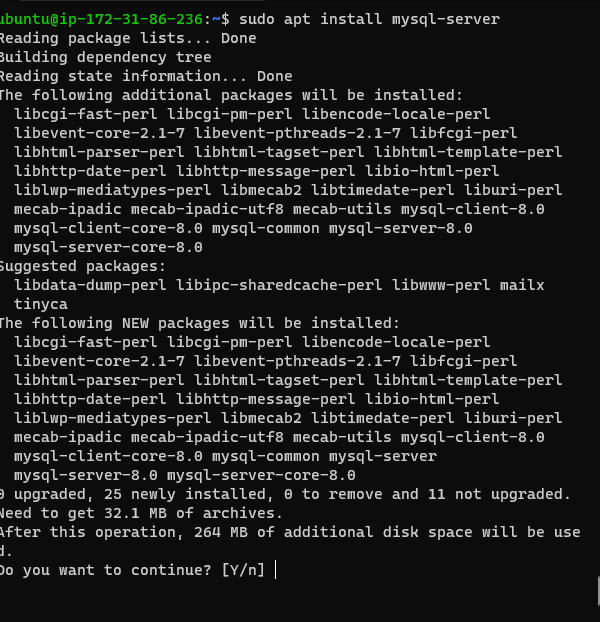 ubuntu@ip-172-31-86-236:~$ sudo apt install mysql-server
Reading package lists... Done
Building dependency tree
Reading state information... Done
The following additional packages will be installed:
  libcgi-fast-perl libcgi-pm-perl libencode-locale-perl
  libevent-core-2.1-7 libevent-pthreads-2.1-7 libfcgi-perl
  libhtml-parser-perl libhtml-tagset-perl libhtml-template-perl
  libhttp-date-perl libhttp-message-perl libio-html-perl
  liblwp-mediatypes-perl libmecab2 libtimedate-perl liburi-perl
  mecab-ipadic mecab-ipadic-utf8 mecab-utils mysql-client-8.0
  mysql-client-core-8.0 mysql-common mysql-server-8.0
  mysql-server-core-8.0
Suggested packages:
  libdata-dump-perl libipc-sharedcache-perl libwww-perl mailx
  tinyca
The following NEW packages will be installed:
  libcgi-fast-perl libcgi-pm-perl libencode-locale-perl
  libevent-core-2.1-7 libevent-pthreads-2.1-7 libfcgi-perl
  libhtml-parser-perl libhtml-tagset-perl libhtml-template-perl
  libhttp-date-perl libhttp-message-perl libio-html-perl
  liblwp-mediatypes-perl libmecab2 libtimedate-perl liburi-perl
  mecab-ipadic mecab-ipadic-utf8 mecab-utils mysql-client-8.0
  mysql-client-core-8.0 mysql-common mysql-server
  mysql-server-8.0 mysql-server-core-8.0
0 upgraded, 25 newly installed, 0 to remove and 11 not upgraded.
Need to get 32.1 MB of archives.
After this operation, 264 MB of additional disk space will be use
d.
Do you want to continue? [Y/n]